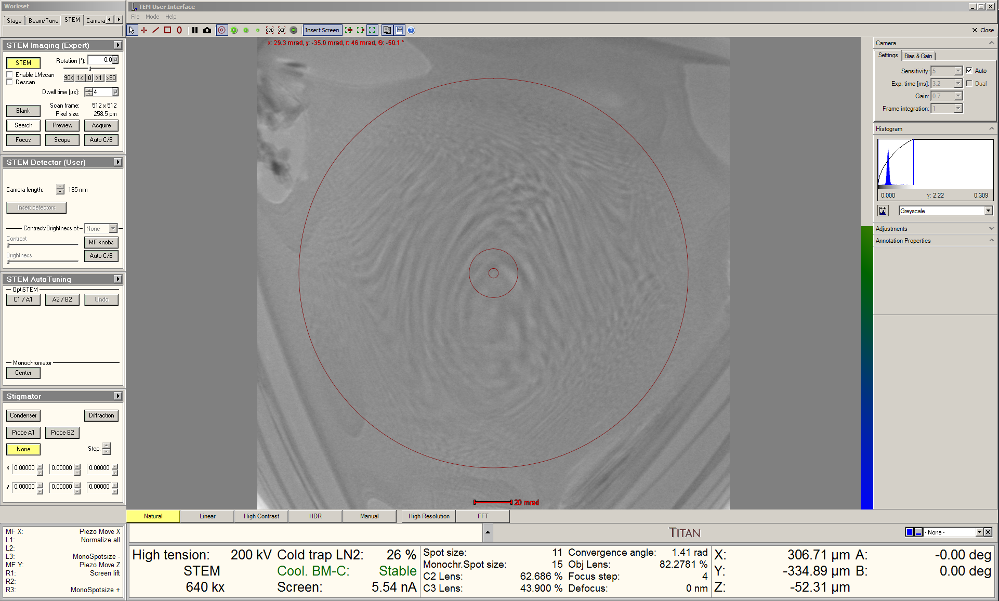 Workset
Stage Beam/Tune STEM Camera
STEM Imaging (Expert)
STEM
Rotation (°): 0.0
Enable LMscan
Descan
90< 1< 0 >1 >90
Dwell time [µs]: 4
Scan frame: 512 x 512
Pixel size: 258.5 pm
Blank
Search Preview Acquire
Focus Scope Auto C/B
STEM Detector (User)
Camera length: 185 mm
Insert detectors
Contrast/Brightness of: None
Contrast
MF knobs
Brightness
Auto C/B
STEM AutoTuning
OptiSTEM
C1 / A1 A2 / B2 Undo
Monochromator
Center
Stigmator
Condenser Diffraction
Probe A1 Probe B2
None Step:
x 0.00000 0.00000 0.00000
y 0.00000 0.00000 0.00000
MF X: Piezo Move X
L1: Normalize all
L2:
L3: MonoSpotsize -
MF Y: Piezo Move Z
R1: Screen lift
R2:
R3: MonoSpotsize +
TEM User Interface
File Mode Help
CCD GIF Insert Screen ? Close
x: 29.3 mrad, y: -35.0 mrad, r: 46 mrad, Θ: -50.1 °
20 mrad
Camera
Settings Bias & Gain
Sensitivity: 5 Auto
Exp. time [ms]: 3.2 Dual
Gain: 0.7
Frame integration: 1
Histogram
0.000 γ: 2.22 0.309
Greyscale
Adjustments
Annotation Properties
Natural Linear High Contrast HDR Manual High Resolution FFT
TITAN
- None -
High tension: 200 kV
STEM
640 kx
Cold trap LN2: 26 %
Cool. BM-C: Stable
Screen: 5.54 nA
Spot size: 11
Monochr.Spot size: 15
C2 Lens: 62.686 %
C3 Lens: 43.900 %
Convergence angle: 1.41 rad
Obj Lens: 82.2781 %
Focus step: 4
Defocus: 0 nm
X: 306.71 µm A: -0.00 deg
Y: -334.89 µm B: 0.00 deg
Z: -52.31 µm